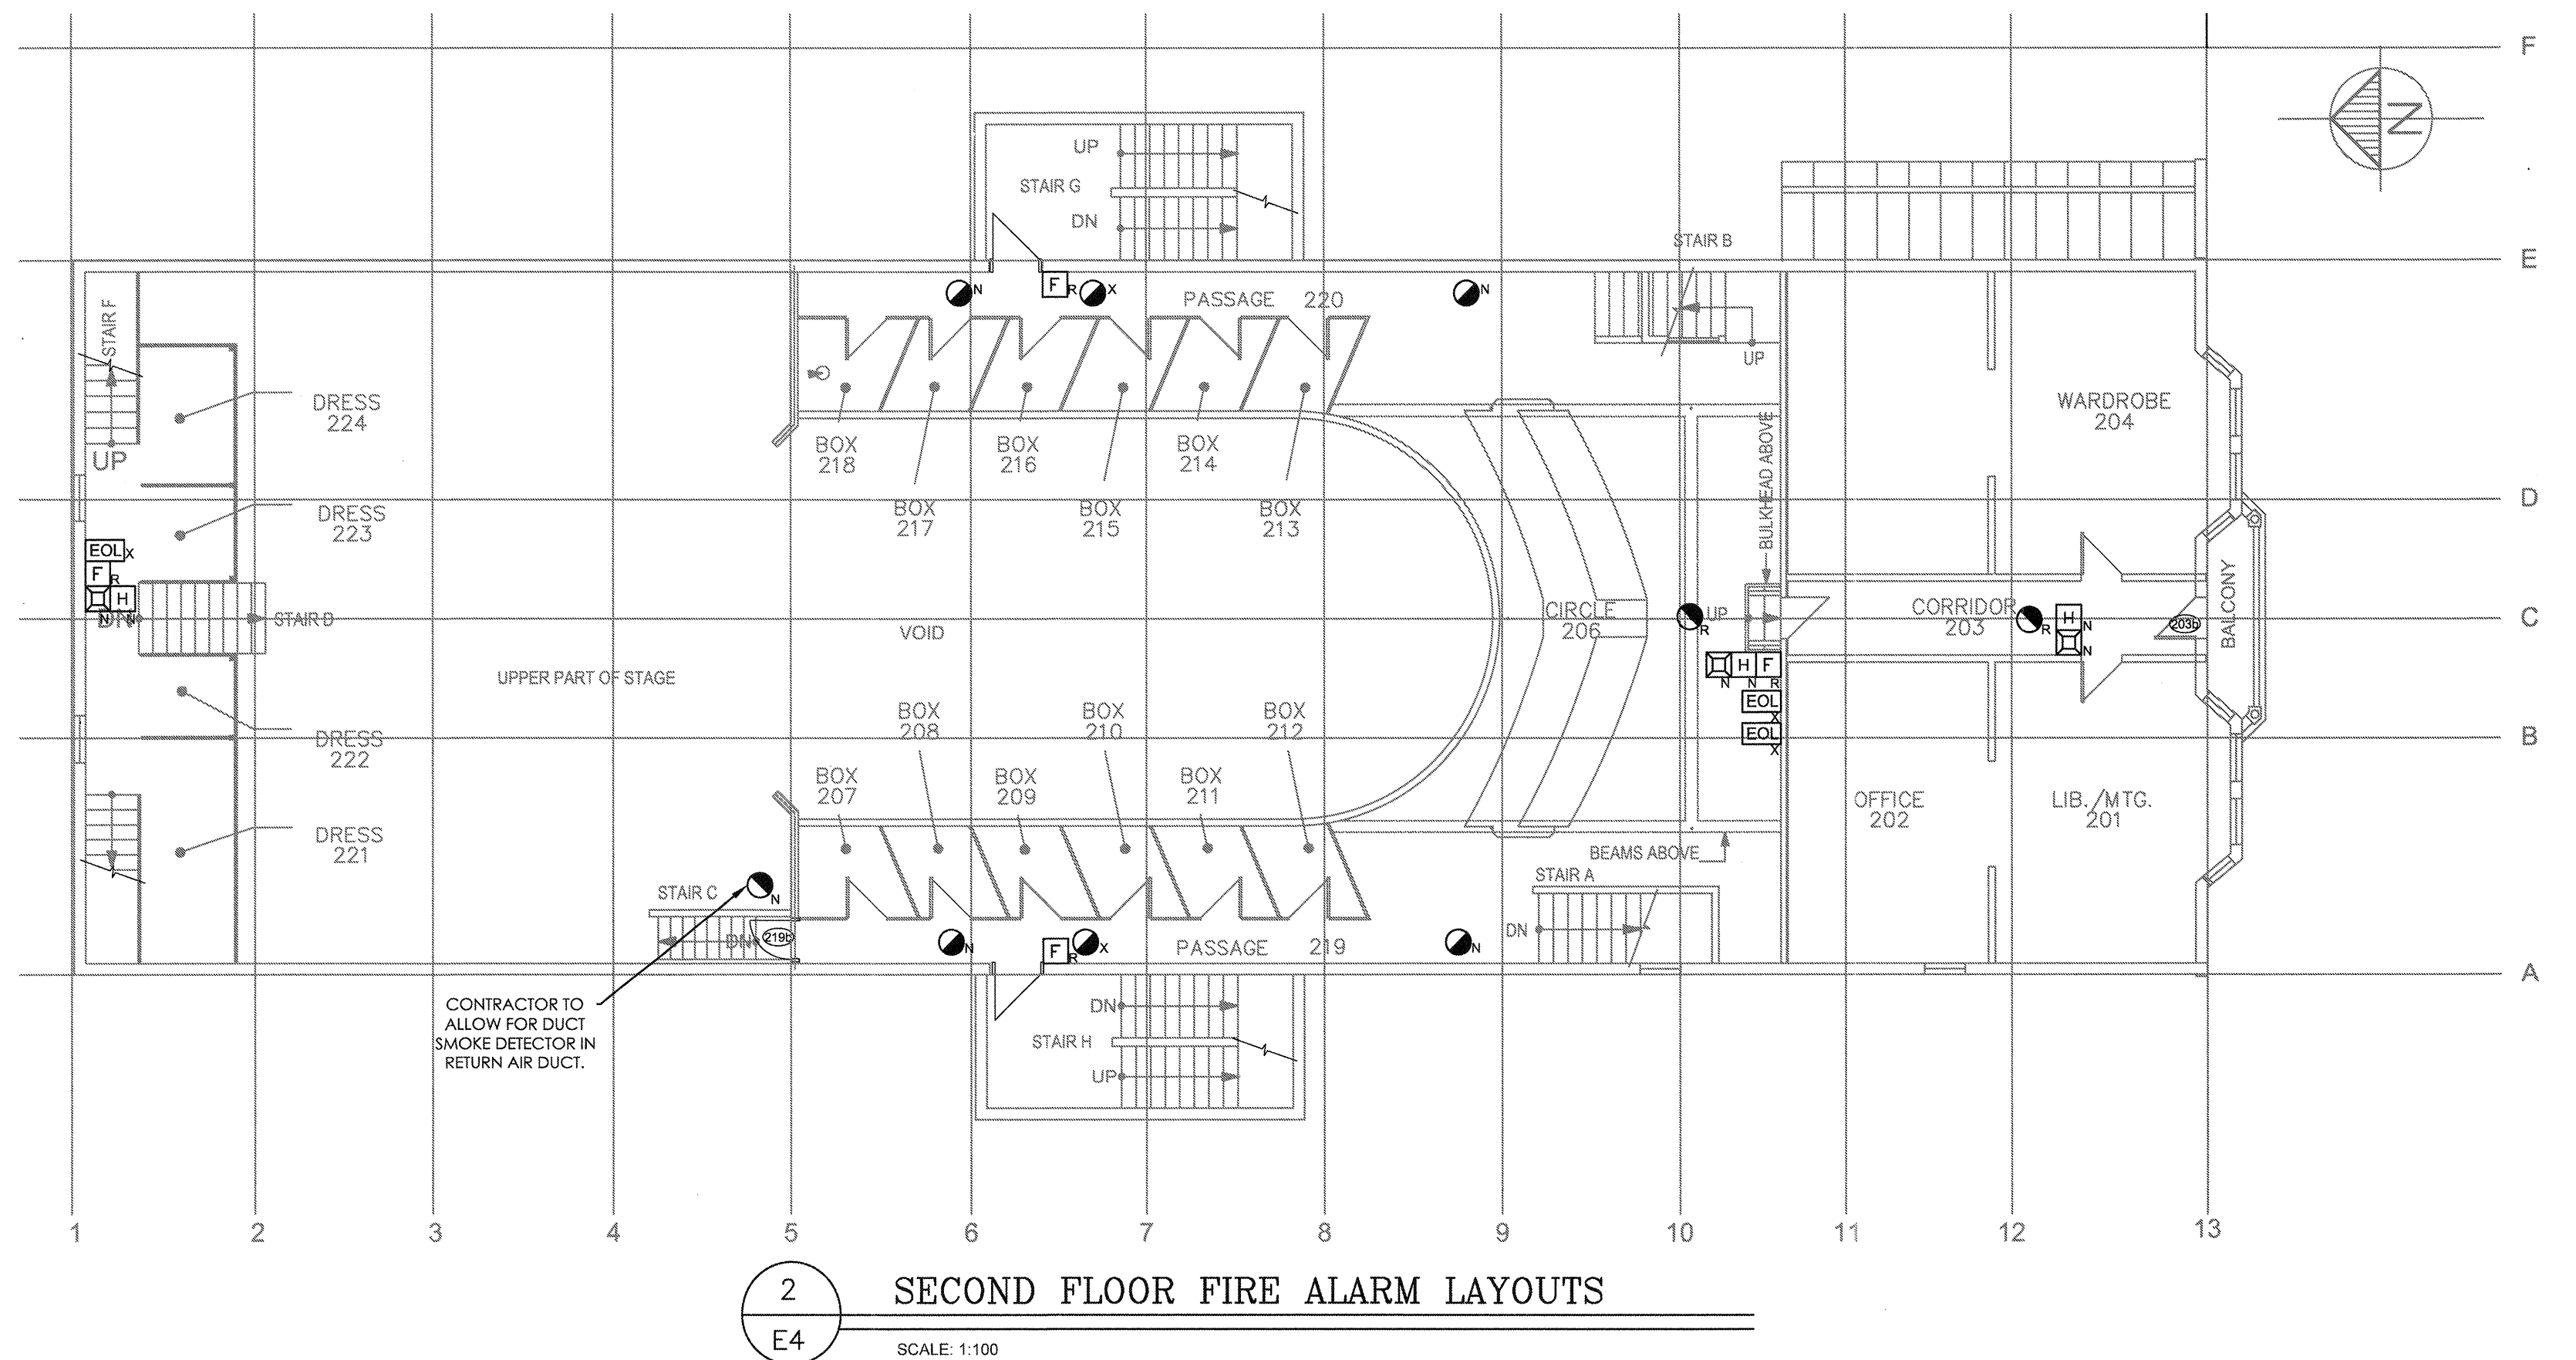 F
N
UP
STAIR G
DN
STAIR B
E
F
R
N
X
PASSAGE 220
N
STAIR F
UP
UP
DRESS
224
BOX
218
BOX
216
BOX
214
BULKHEAD ABOVE
WARDROBE
204
D
DRESS
223
BOX
217
BOX
215
BOX
213
EOL
X
F
R
H
N
N
DN
STAIR D
VOID
CIRCLE
206
R
UP
CORRIDOR
203
R
H
N
N
203b
BALCONY
C
UPPER PART OF STAGE
H
F
N
N
R
EOL
X
EOL
X
DRESS
222
BOX
208
BOX
210
BOX
212
B
BOX
207
BOX
209
BOX
211
OFFICE
202
LIB./MTG.
201
DRESS
221
BEAMS ABOVE
STAIR C
N
STAIR A
DN
219b
N
F
R
X
PASSAGE 219
N
DN
A
CONTRACTOR TO
ALLOW FOR DUCT
SMOKE DETECTOR IN
RETURN AIR DUCT.
DN
STAIR H
UP
1
2
3
4
5
6
7
8
9
10
11
12
13
2
E4
SECOND FLOOR FIRE ALARM LAYOUTS
SCALE: 1:100